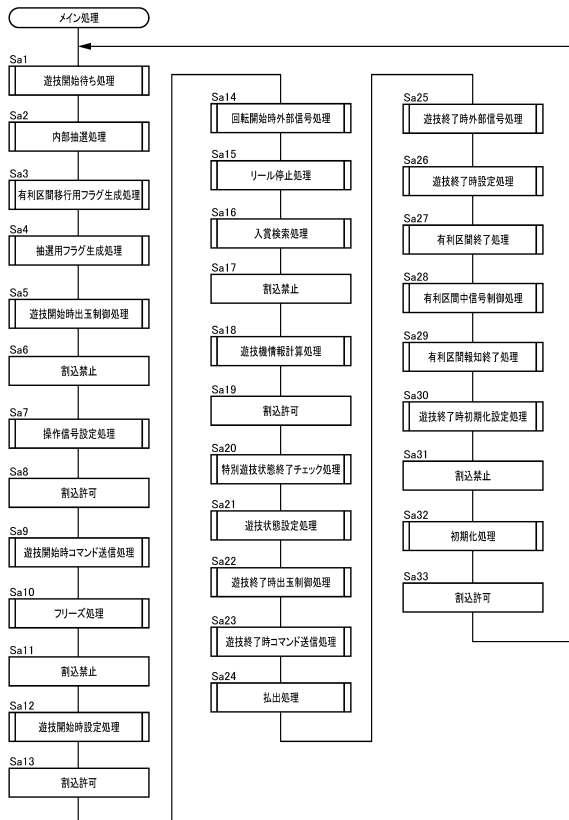 メイン処理
Sa1
遊技開始待ち処理
Sa2
内部抽選処理
Sa3
有利区間移行用フラグ生成処理
Sa4
抽選用フラグ生成処理
Sa5
遊技開始時出玉制御処理
Sa6
割込禁止
Sa7
操作信号設定処理
Sa8
割込許可
Sa9
遊技開始時コマンド送信処理
Sa10
フリーズ処理
Sa11
割込禁止
Sa12
遊技開始時設定処理
Sa13
割込許可
Sa14
回転開始時外部信号処理
Sa15
リール停止処理
Sa16
入賞検索処理
Sa17
割込禁止
Sa18
遊技機情報計算処理
Sa19
割込許可
Sa20
特別遊技状態終了チェック処理
Sa21
遊技状態設定処理
Sa22
遊技終了時出玉制御処理
Sa23
遊技終了時コマンド送信処理
Sa24
払出処理
Sa25
遊技終了時外部信号処理
Sa26
遊技終了時設定処理
Sa27
有利区間終了処理
Sa28
有利区間中信号制御処理
Sa29
有利区間報知終了処理
Sa30
遊技終了時初期化設定処理
Sa31
割込禁止
Sa32
初期化処理
Sa33
割込許可